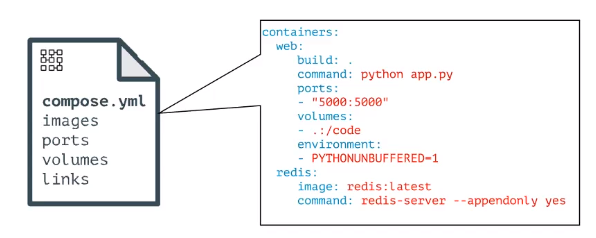 compose.yml
images
ports
volumes
links
containers:
  web:
    build: .
    command: python app.py
    ports:
    - "5000:5000"
    volumes:
    - .:/code
    environment:
    - PYTHONUNBUFFERED=1
  redis:
    image: redis:latest
    command: redis-server --appendonly yes